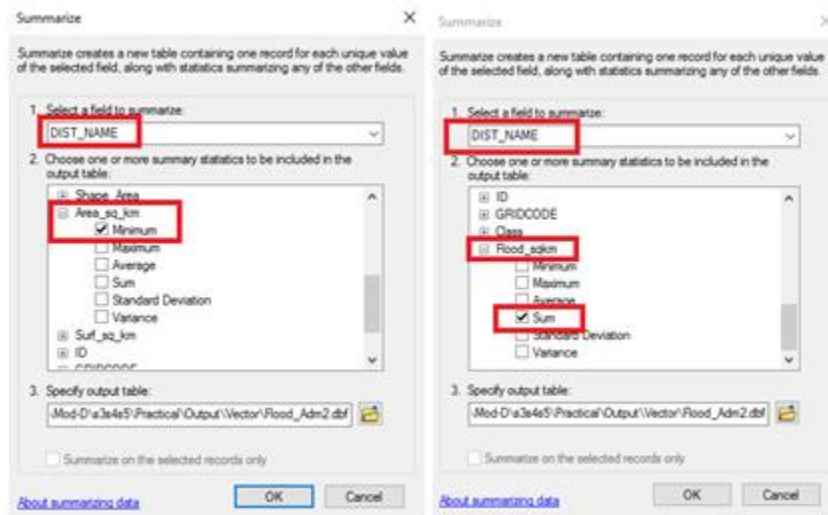 Summarize
Summarize creates a new table containing one record for each unique value
of the selected field, along with statistics summarizing any of the other fields.
1. Select a field to summarize:
DIST_NAME
2. Choose one or more summary statistics to be included in the
output table:
Shape_Area
Area_sq_km
Minimum
Maximum
Average
Sum
Standard Deviation
Variance
Surf_sq_km
ID
GRIDCODE
3. Specify output table:
-Mod-D\a3s4e5\Practical\Output\Vector\Flood_Adm2.dbf
Summarize on the selected records only
About summarizing data
OK
Cancel
Summarize
Summarize creates a new table containing one record for each unique value
of the selected field, along with statistics summarizing any of the other fields.
1. Select a field to summarize:
DIST_NAME
2. Choose one or more summary statistics to be included in the
output table:
ID
GRIDCODE
Class
Flood_sqkm
Minimum
Maximum
Average
Sum
Standard Deviation
Variance
3. Specify output table:
-Mod-D\a3s4e5\Practical\Output\Vector\Flood_Adm2.dbf
Summarize on the selected records only
About summarizing data
OK
Cancel